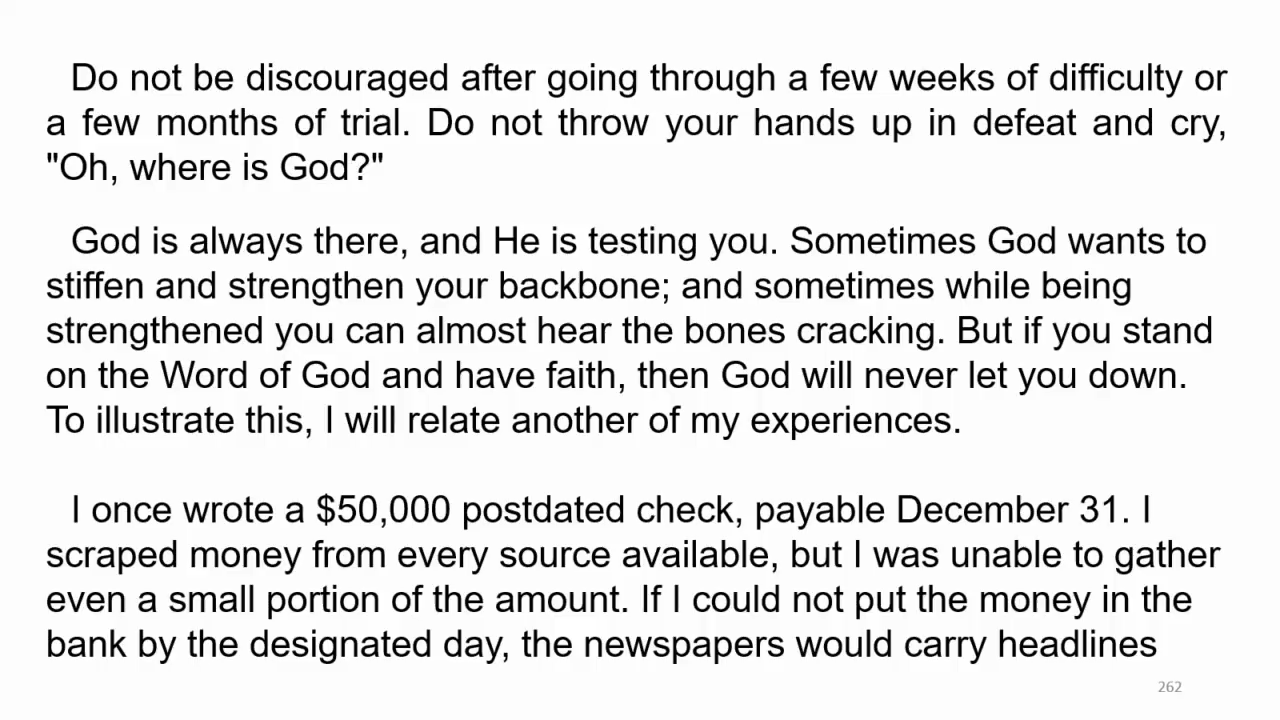 Do not be discouraged after going through a few weeks of difficulty or
a few months of trial. Do not throw your hands up in defeat and cry,
"Oh, where is God?"
God is always there, and He is testing you. Sometimes God wants to
stiffen and strengthen your backbone; and sometimes while being
strengthened you can almost hear the bones cracking. But if you stand
on the Word of God and have faith, then God will never let you down.
To illustrate this, I will relate another of my experiences.
I once wrote a $50,000 postdated check, payable December 31. I
scraped money from every source available, but I was unable to gather
even a small portion of the amount. If I could not put the money in the
bank by the designated day, the newspapers would carry headlines
262